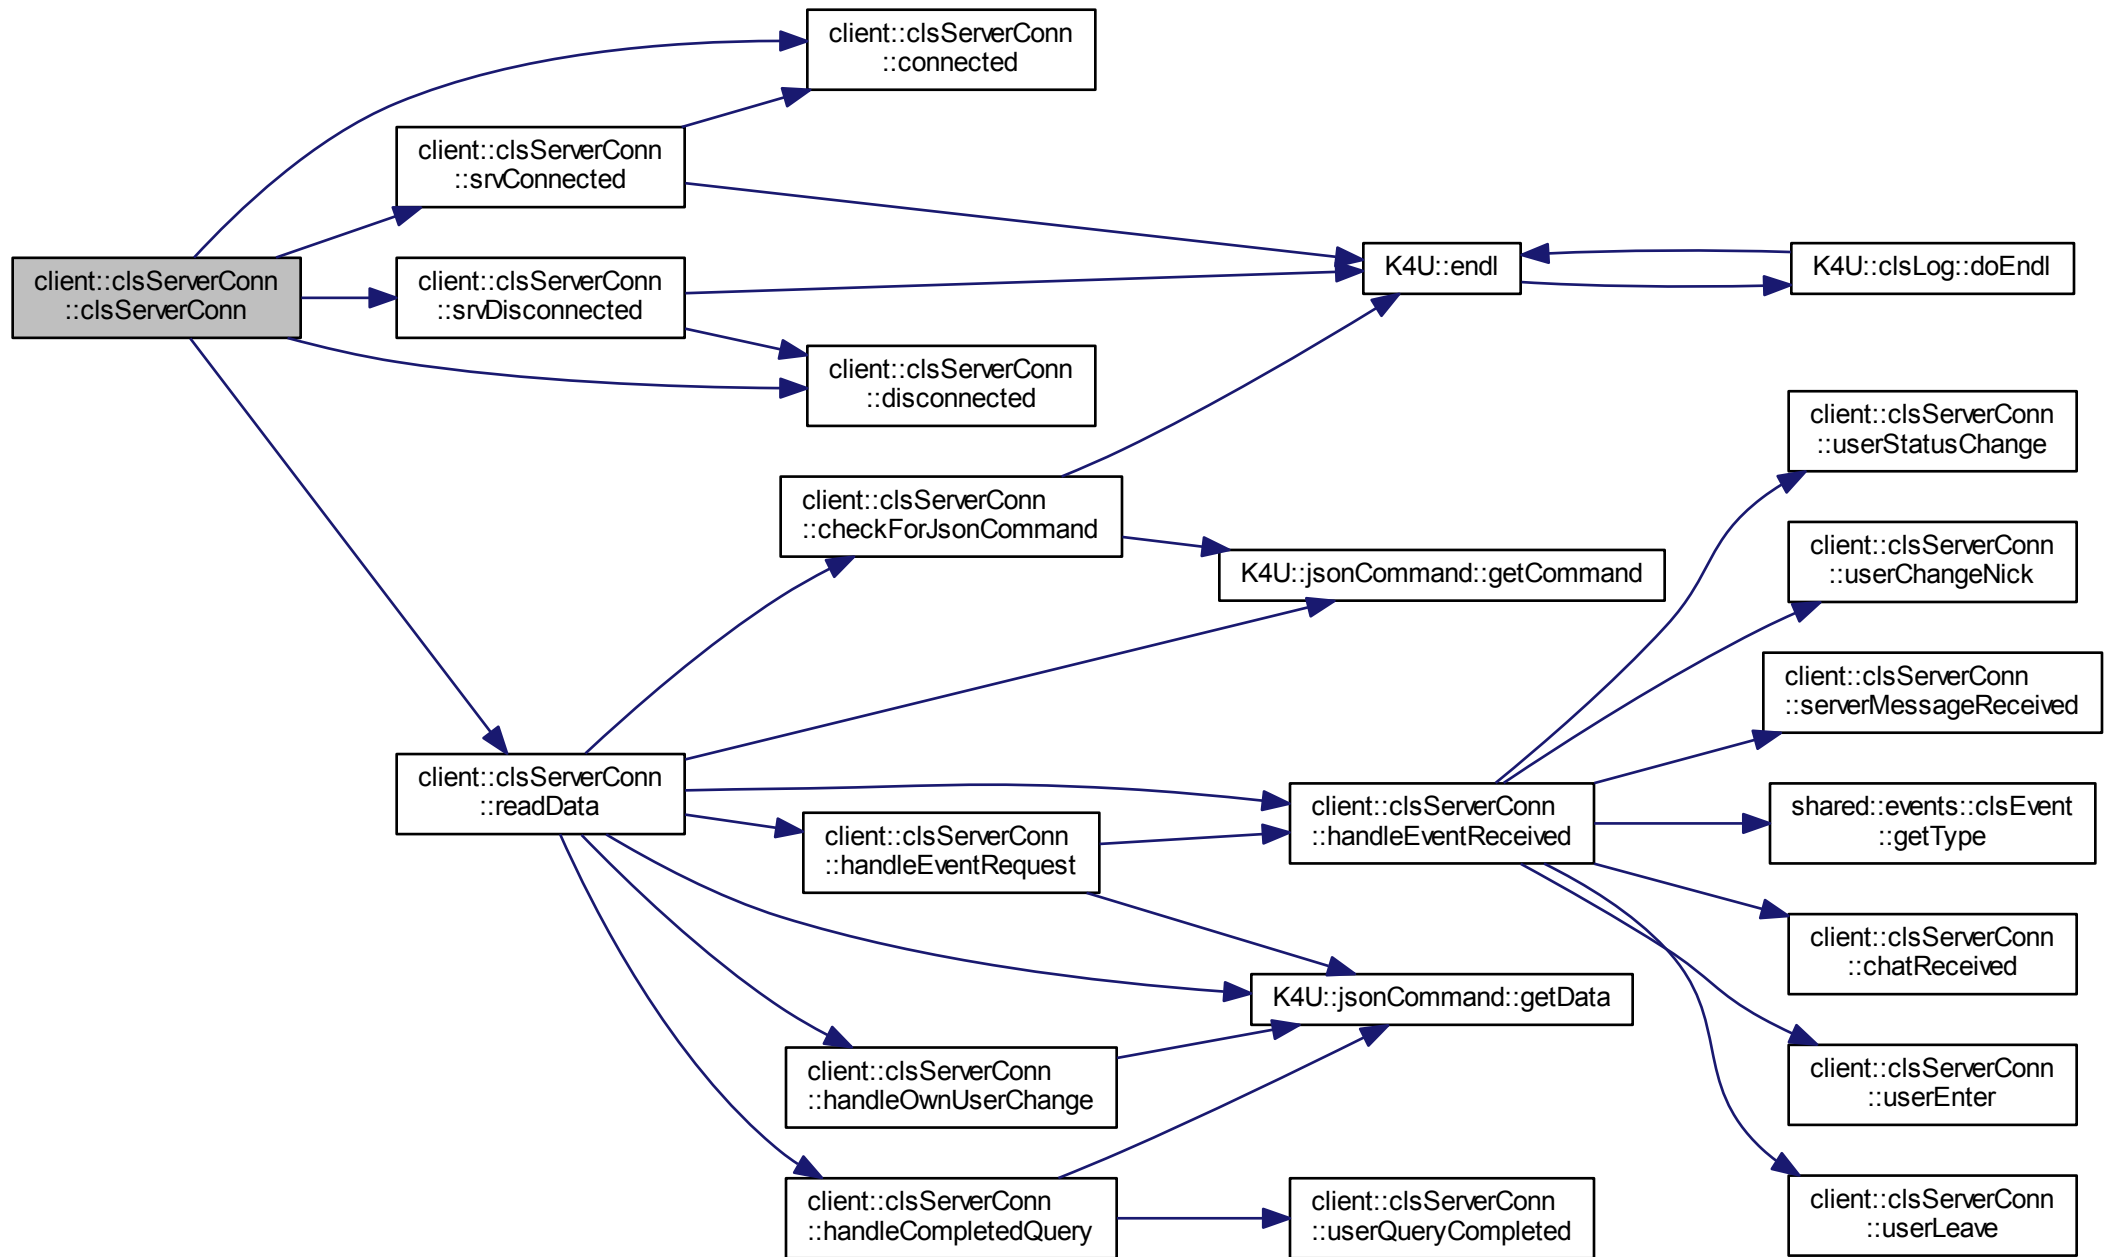 client::clsServerConn
::connected
client::clsServerConn
::srvConnected
client::clsServerConn
::clsServerConn
client::clsServerConn
::srvDisconnected
K4U::endl
K4U::clsLog::doEndl
client::clsServerConn
::disconnected
client::clsServerConn
::userStatusChange
client::clsServerConn
::checkForJsonCommand
K4U::jsonCommand::getCommand
client::clsServerConn
::userChangeNick
client::clsServerConn
::serverMessageReceived
client::clsServerConn
::readData
client::clsServerConn
::handleEventReceived
shared::events::clsEvent
::getType
client::clsServerConn
::handleEventRequest
client::clsServerConn
::chatReceived
K4U::jsonCommand::getData
client::clsServerConn
::handleOwnUserChange
client::clsServerConn
::userEnter
client::clsServerConn
::handleCompletedQuery
client::clsServerConn
::userQueryCompleted
client::clsServerConn
::userLeave